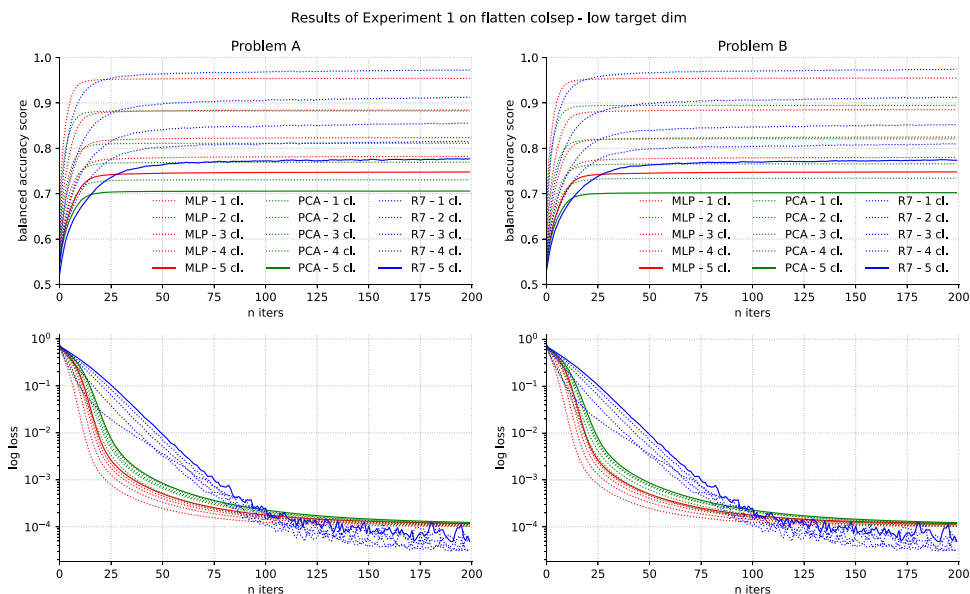 Results of Experiment 1 on flatten colsep - low target dim
Problem A
balanced accuracy score
1.0
0.9
0.8
0.7
0.6
0.5
MLP - 1 cl. PCA - 1 cl. R7 - 1 cl.
MLP - 2 cl. PCA - 2 cl. R7 - 2 cl.
MLP - 3 cl. PCA - 3 cl. R7 - 3 cl.
MLP - 4 cl. PCA - 4 cl. R7 - 4 cl.
MLP - 5 cl. PCA - 5 cl. R7 - 5 cl.
0 25 50 75 100 125 150 175 200
n iters
Problem B
balanced accuracy score
1.0
0.9
0.8
0.7
0.6
0.5
MLP - 1 cl. PCA - 1 cl. R7 - 1 cl.
MLP - 2 cl. PCA - 2 cl. R7 - 2 cl.
MLP - 3 cl. PCA - 3 cl. R7 - 3 cl.
MLP - 4 cl. PCA - 4 cl. R7 - 4 cl.
MLP - 5 cl. PCA - 5 cl. R7 - 5 cl.
0 25 50 75 100 125 150 175 200
n iters
log loss
10⁰
10⁻¹
10⁻²
10⁻³
10⁻⁴
0 25 50 75 100 125 150 175 200
n iters
log loss
10⁰
10⁻¹
10⁻²
10⁻³
10⁻⁴
0 25 50 75 100 125 150 175 200
n iters